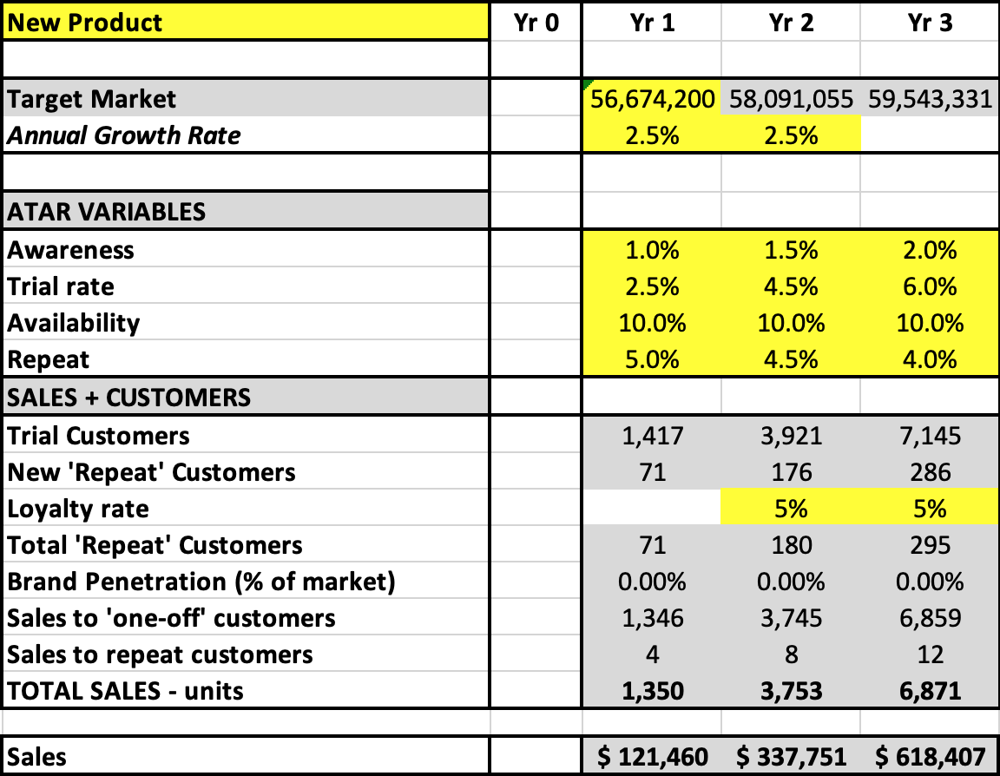 New Product Yr 0 Yr 1 Yr 2 Yr 3
Target Market 56,674,200 58,091,055 59,543,331
Annual Growth Rate 2.5% 2.5%
ATAR VARIABLES
Awareness 1.0% 1.5% 2.0%
Trial rate 2.5% 4.5% 6.0%
Availability 10.0% 10.0% 10.0%
Repeat 5.0% 4.5% 4.0%
SALES + CUSTOMERS
Trial Customers 1,417 3,921 7,145
New 'Repeat' Customers 71 176 286
Loyalty rate 5% 5%
Total 'Repeat' Customers 71 180 295
Brand Penetration (% of market) 0.00% 0.00% 0.00%
Sales to 'one-off' customers 1,346 3,745 6,859
Sales to repeat customers 4 8 12
TOTAL SALES - units 1,350 3,753 6,871
Sales $ 121,460 $ 337,751 $ 618,407